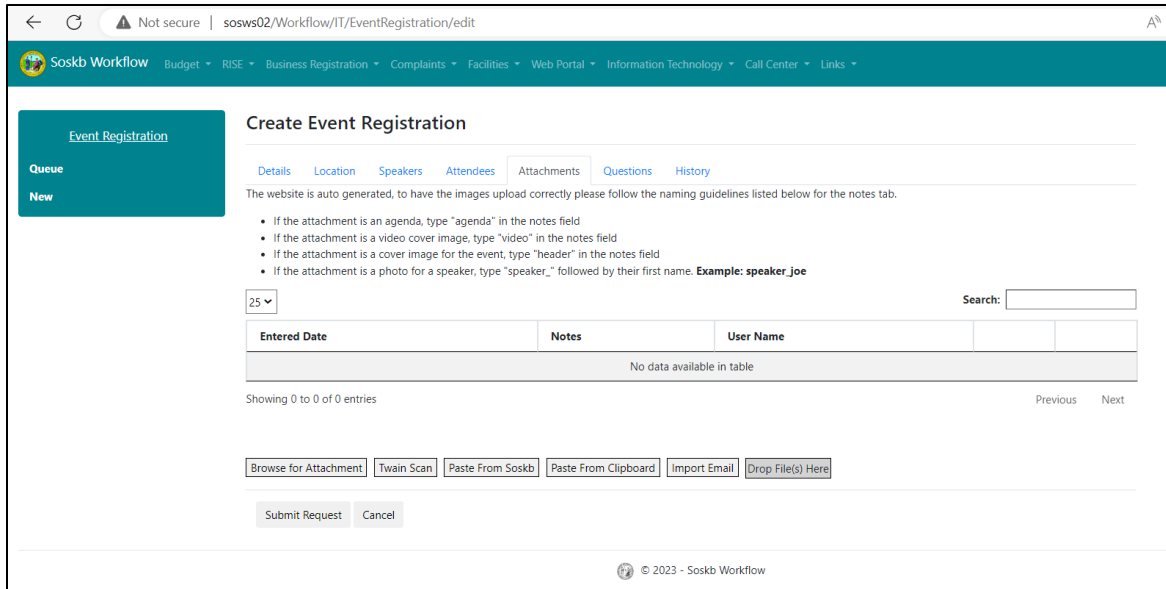 Not secure | sosws02/Workflow/IT/EventRegistration/edit
Soskb Workflow Budget RISE Business Registration Complaints Facilities Web Portal Information Technology Call Center Links
Event Registration
Queue
New
Create Event Registration
Details Location Speakers Attendees Attachments Questions History
The website is auto generated, to have the images upload correctly please follow the naming guidelines listed below for the notes tab.
• If the attachment is an agenda, type "agenda" in the notes field
• If the attachment is a video cover image, type "video" in the notes field
• If the attachment is a cover image for the event, type "header" in the notes field
• If the attachment is a photo for a speaker, type "speaker_" followed by their first name. Example: speaker_joe
25 Search:
Entered Date Notes User Name
No data available in table
Showing 0 to 0 of 0 entries Previous Next
Browse for Attachment Twain Scan Paste From Soskb Paste From Clipboard Import Email Drop File(s) Here
Submit Request Cancel
© 2023 - Soskb Workflow